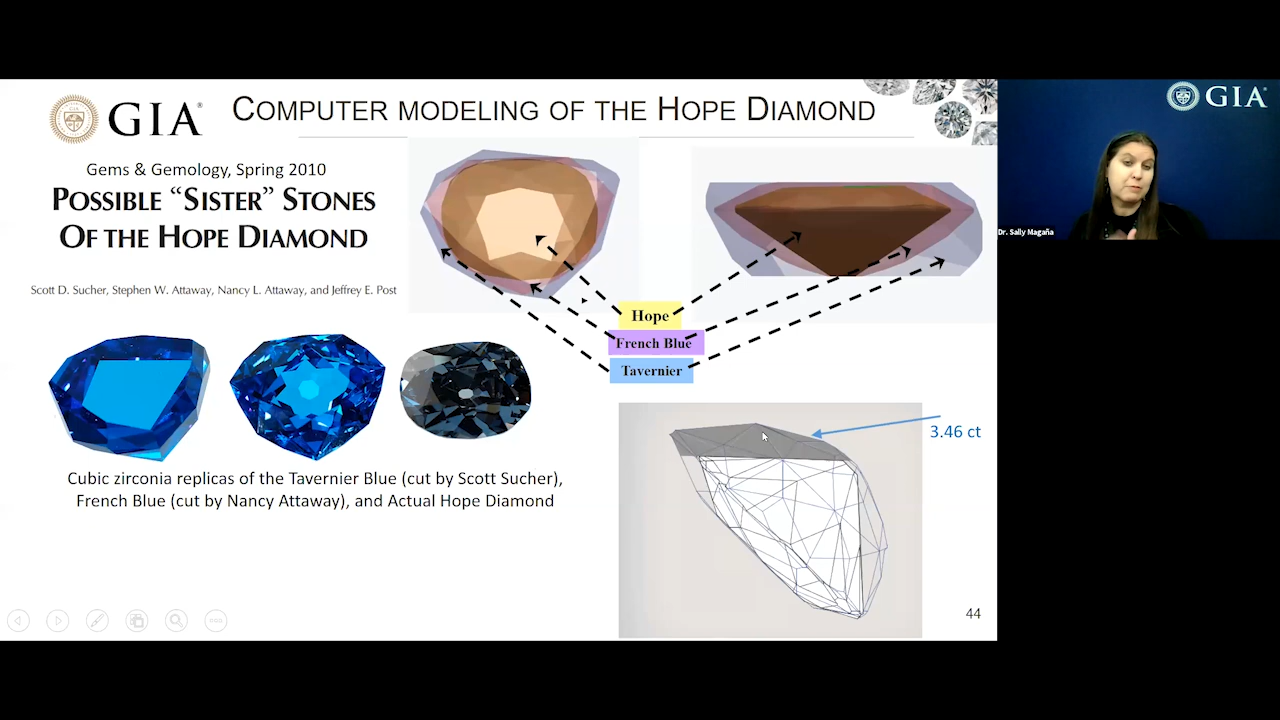 GIA®
COMPUTER MODELING OF THE HOPE DIAMOND
GIA
Gems & Gemology, Spring 2010
POSSIBLE “SISTER” STONES
OF THE HOPE DIAMOND
Dr. Sally Magaña
Scott D. Sucher, Stephen W. Attaway, Nancy L. Attaway, and Jeffrey E. Post
Hope
French Blue
Tavernier
3.46 ct
Cubic zirconia replicas of the Tavernier Blue (cut by Scott Sucher),
French Blue (cut by Nancy Attaway), and Actual Hope Diamond
44